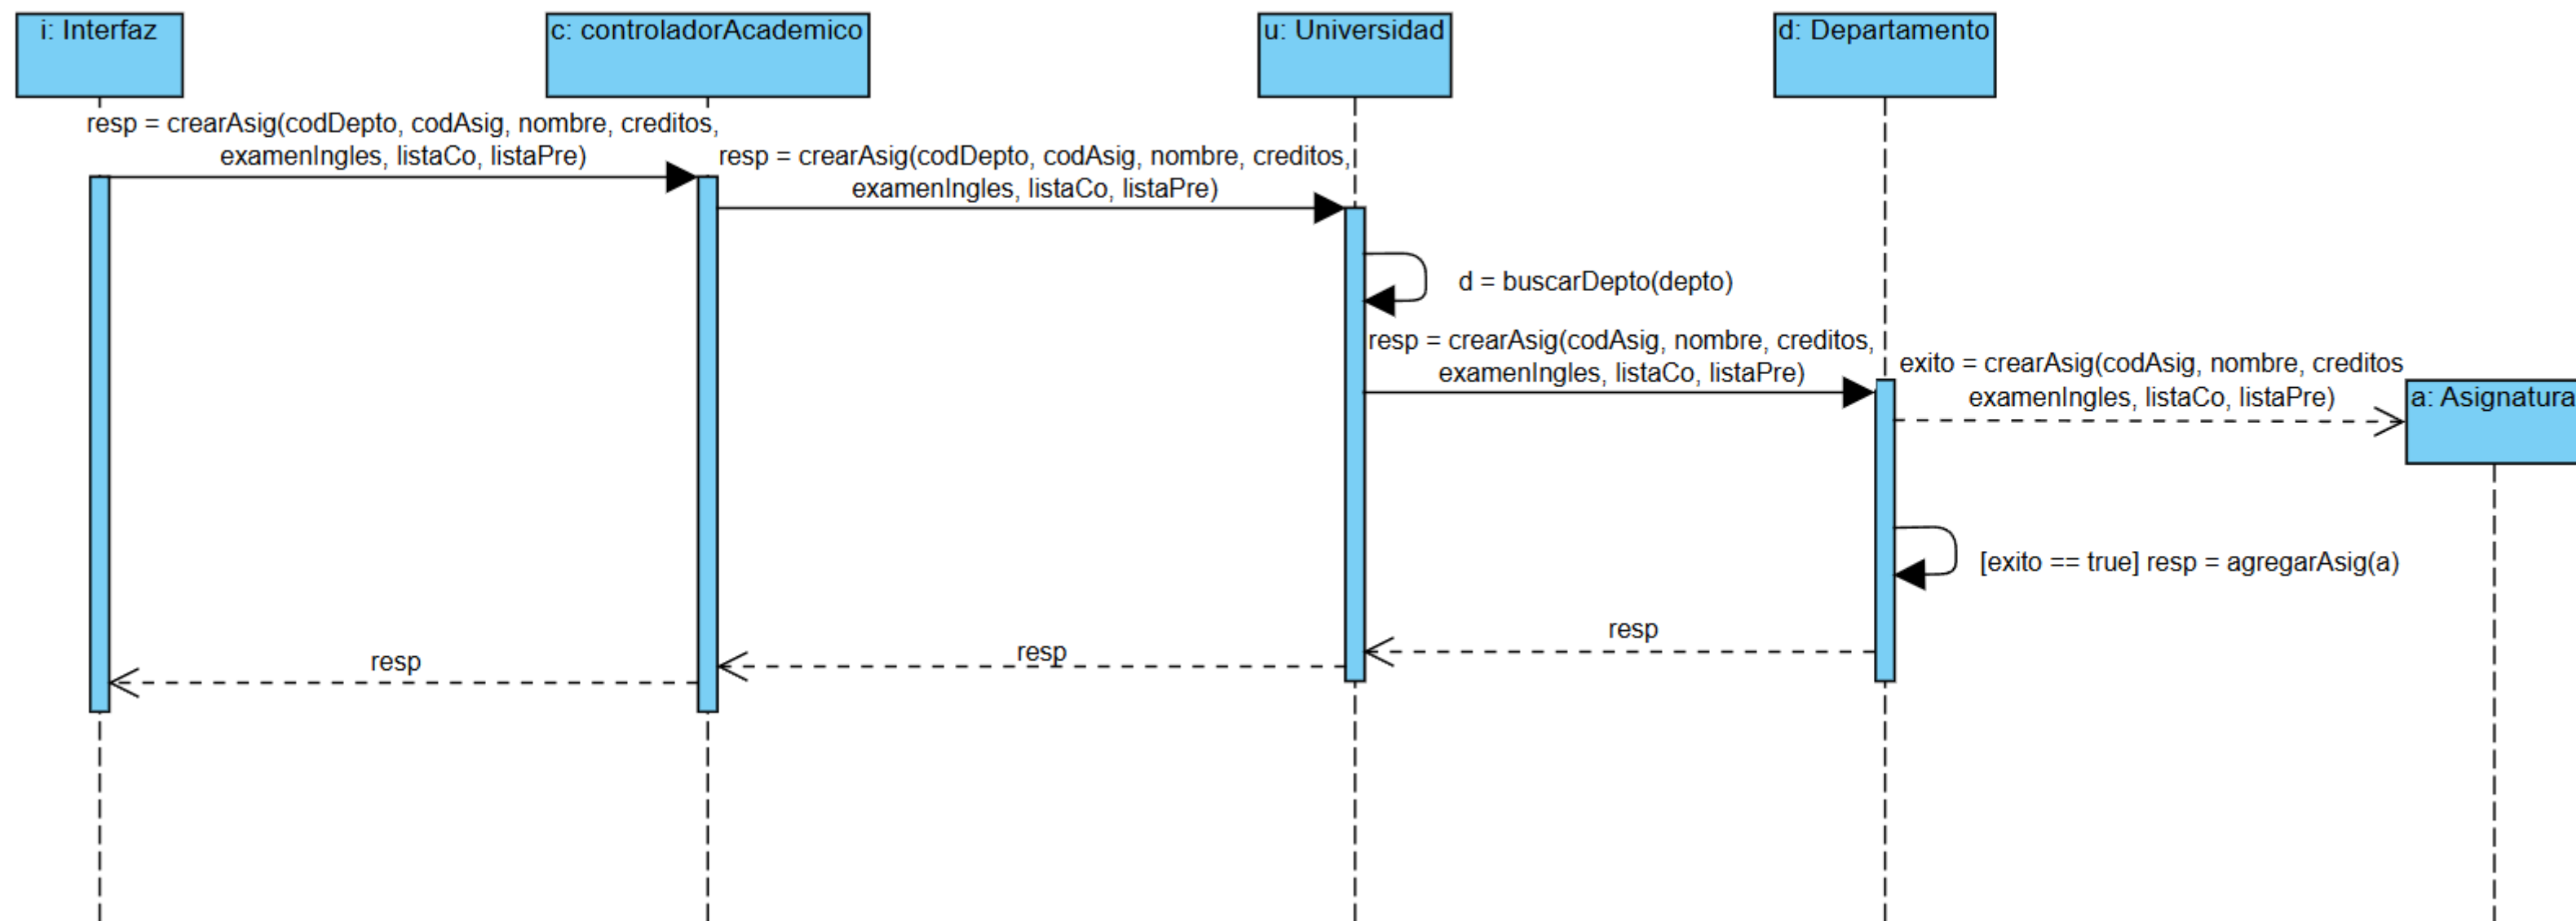 i: Interfaz
c: controladorAcademico
u: Universidad
d: Departamento
resp = crearAsig(codDepto, codAsig, nombre, creditos,
examenIngles, listaCo, listaPre)
resp = crearAsig(codDepto, codAsig, nombre, creditos,
examenIngles, listaCo, listaPre)
d = buscarDepto(depto)
resp = crearAsig(codAsig, nombre, creditos,
examenIngles, listaCo, listaPre)
exito = crearAsig(codAsig, nombre, creditos
examenIngles, listaCo, listaPre)
a: Asignatura
[exito == true] resp = agregarAsig(a)
resp
resp
resp